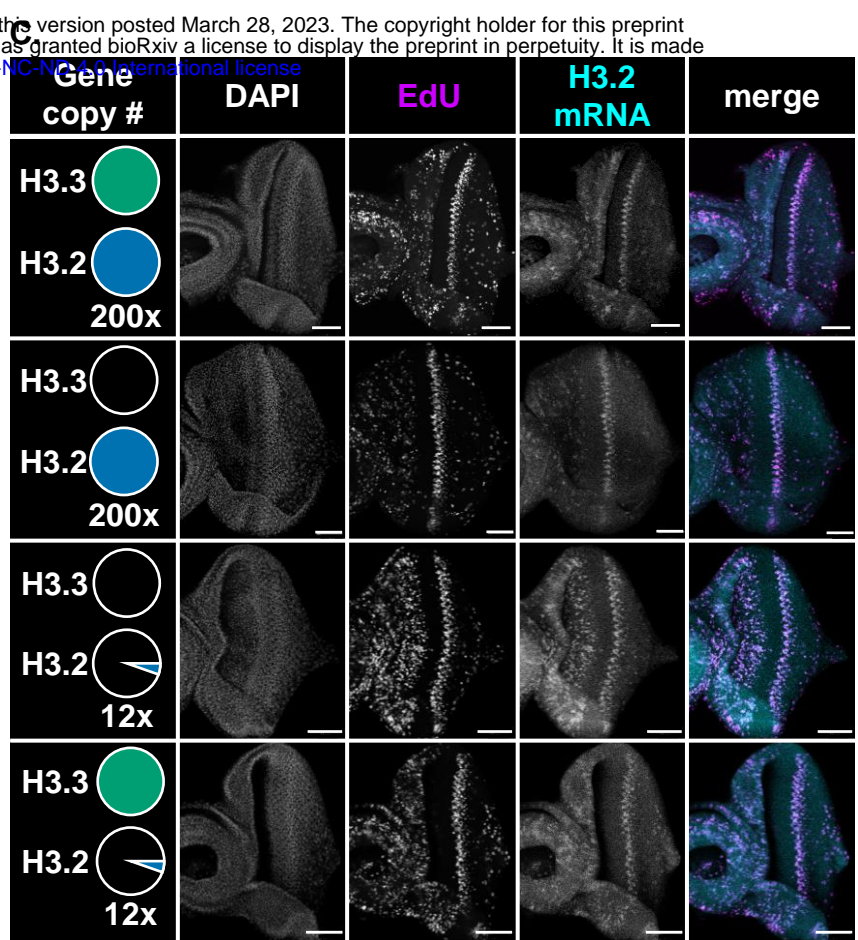 this version posted March 28, 2023. The copyright holder for this preprint
as granted bioRxiv a license to display the preprint in perpetuity. It is made
-NC-ND 4.0 International license
C.
Gene copy #
DAPI
EdU
H3.2 mRNA
merge
H3.3
H3.2
200x
H3.3
H3.2
200x
H3.3
H3.2
12x
H3.3
H3.2
12x